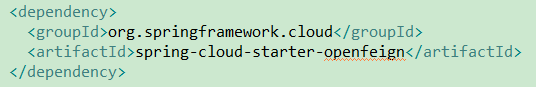 <dependency>
<groupId>org.springframework.cloud</groupId>
<artifactId>spring-cloud-starter-openfeign</artifactId>
</dependency>